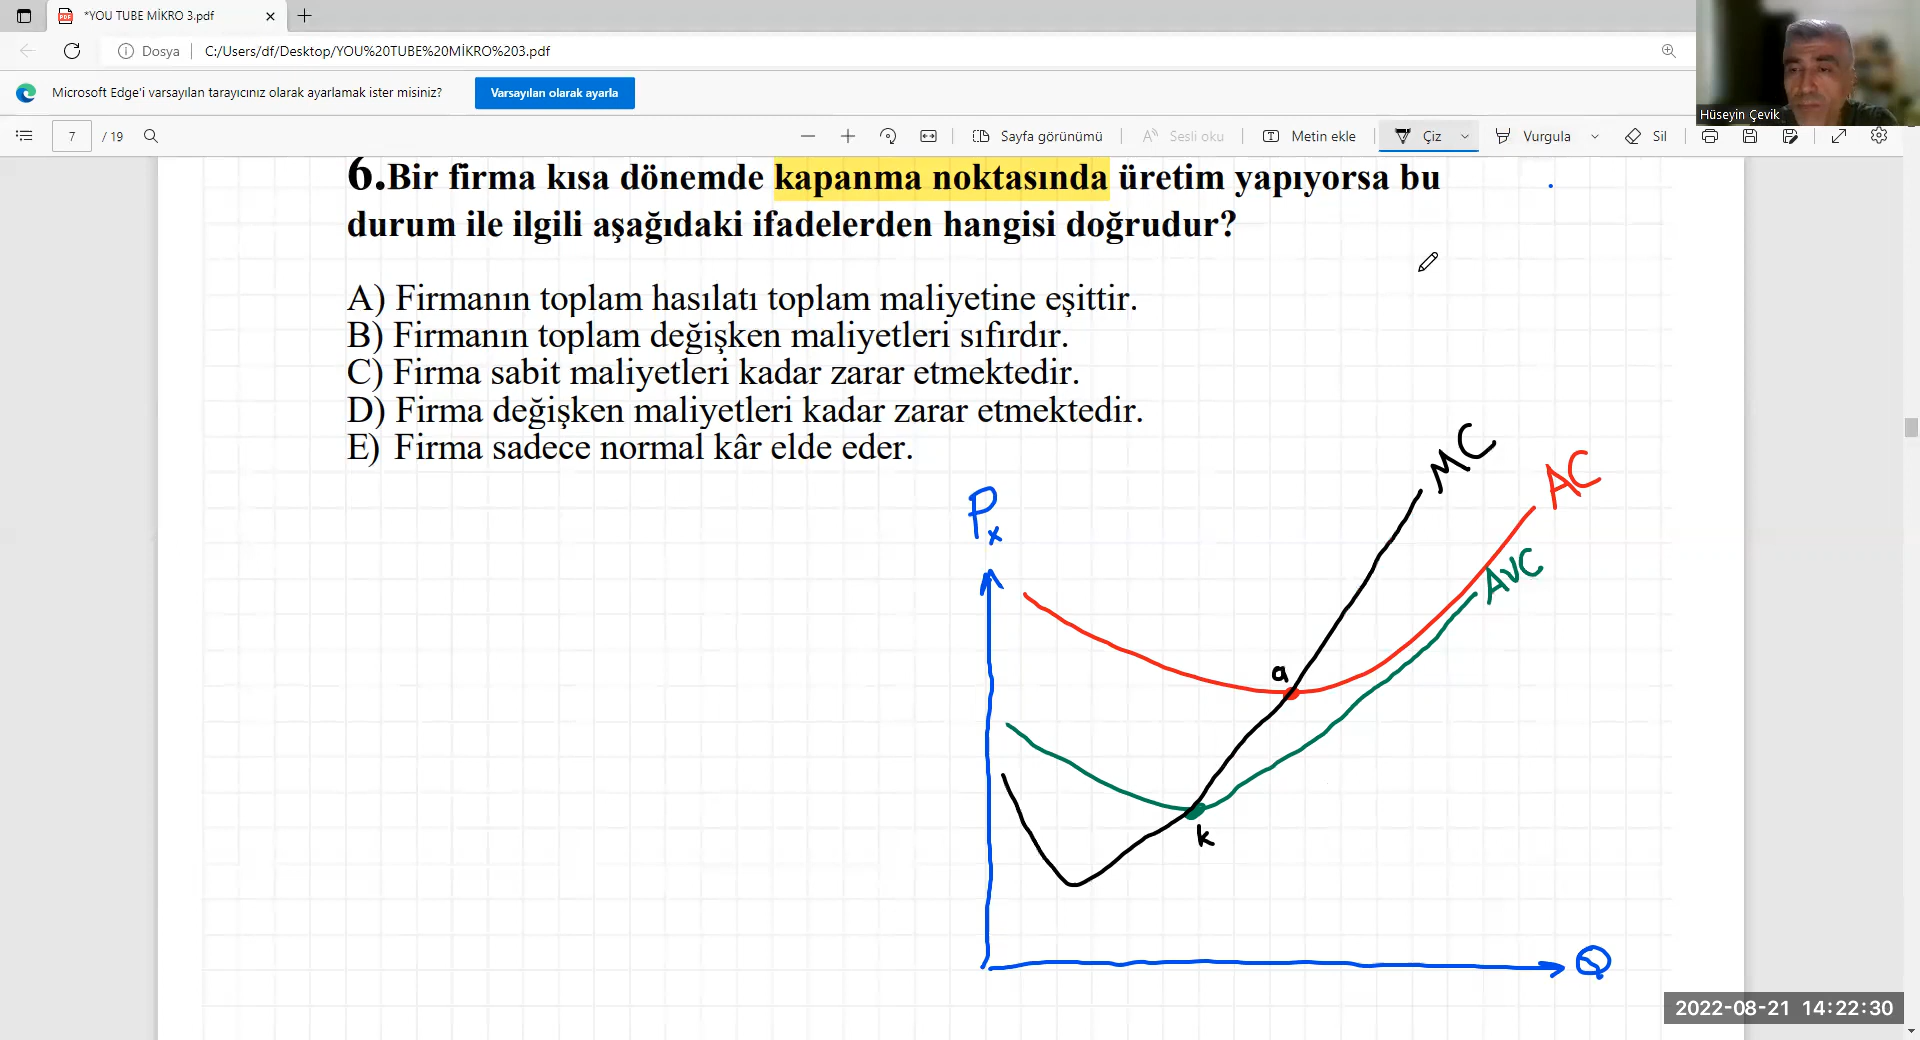 *YOU TUBE MİKRO 3.pdf
Dosya C:/Users/df/Desktop/YOU%20TUBE%20MİKRO%203.pdf
Microsoft Edge'i varsayılan tarayıcınız olarak ayarlamak ister misiniz? Varsayılan olarak ayarla
Hüseyin Çevik
7 / 19 Sayfa görünümü Sesli oku Metin ekle Çiz Vurgula Sil
6.Bir firma kısa dönemde kapanma noktasında üretim yapıyorsa bu
durum ile ilgili aşağıdaki ifadelerden hangisi doğrudur?
A) Firmanın toplam hasılatı toplam maliyetine eşittir.
B) Firmanın toplam değişken maliyetleri sıfırdır.
C) Firma sabit maliyetleri kadar zarar etmektedir.
D) Firma değişken maliyetleri kadar zarar etmektedir.
E) Firma sadece normal kâr elde eder.
MC
AC
Px
AVC
a
k
Q
2022-08-21 14:22:30